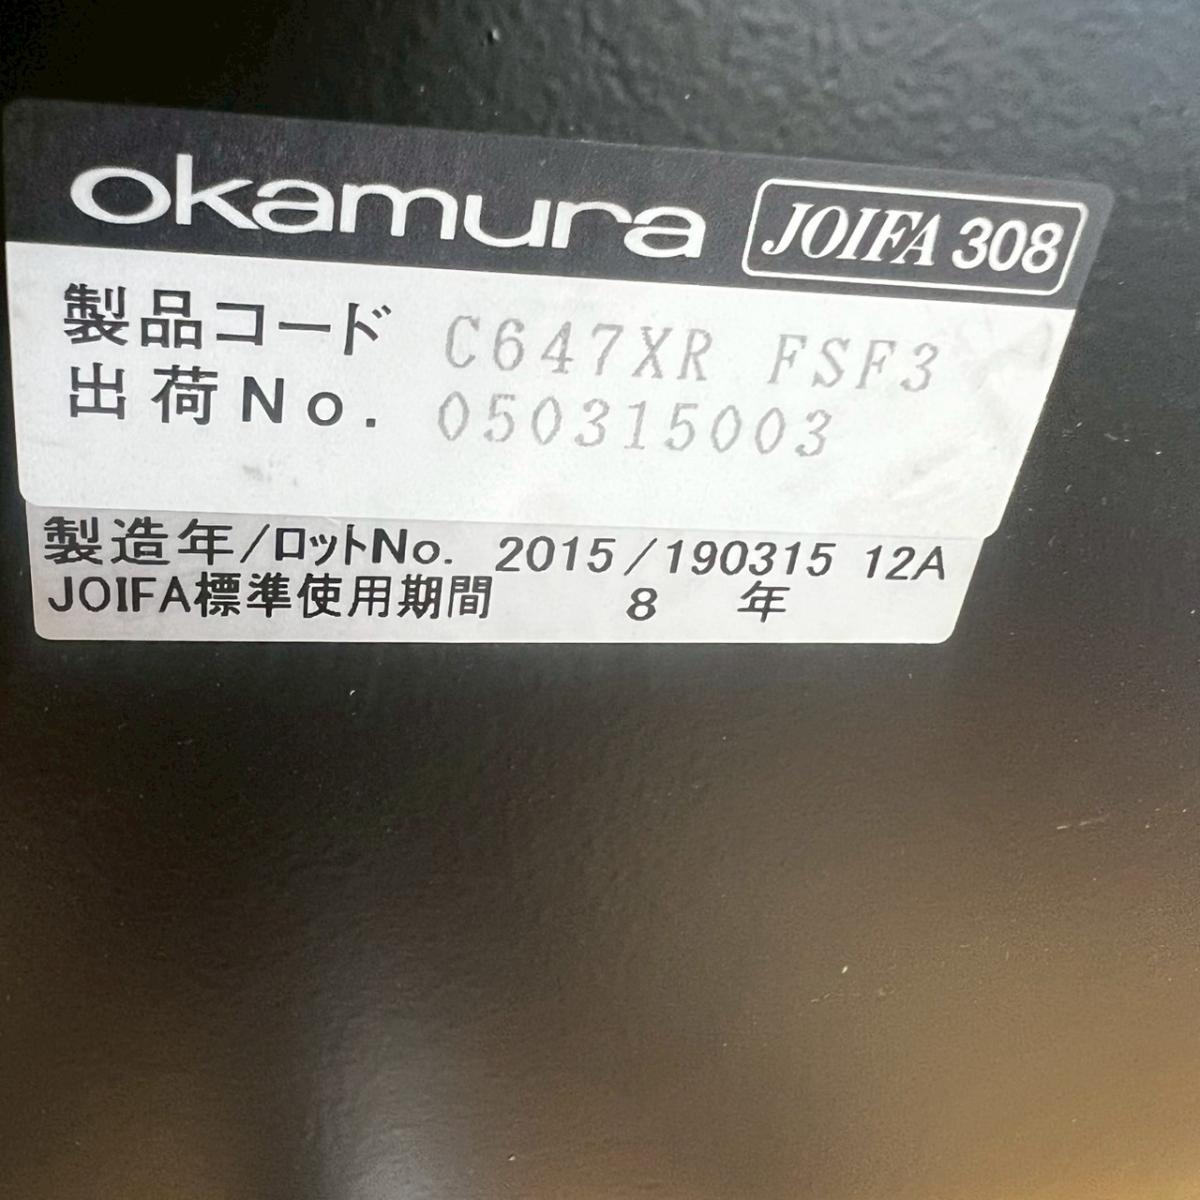 okamura JOIFA 308
製品コード C647XR FSF3
出荷No. 050315003
製造年/ロットNo. 2015/190315 12A
JOIFA標準使用期間 8 年